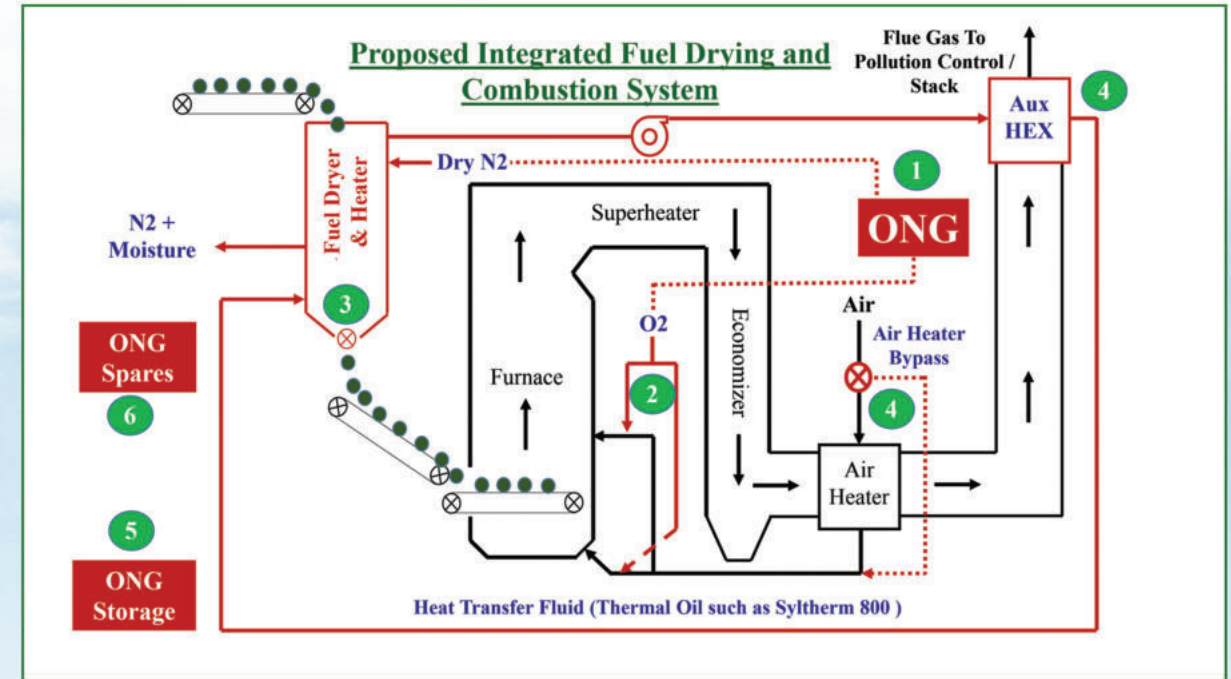 Proposed Integrated Fuel Drying and
Combustion System
Flue Gas To
Pollution Control /
Stack
4
Aux
HEX
Dry N2
1
ONG
Fuel Dryer
& Heater
N2 +
Moisture
Superheater
3
O2
Air
Air Heater
Bypass
ONG
Spares
6
Furnace
2
Economizer
4
Air
Heater
5
ONG
Storage
Heat Transfer Fluid (Thermal Oil such as Syltherm 800 )